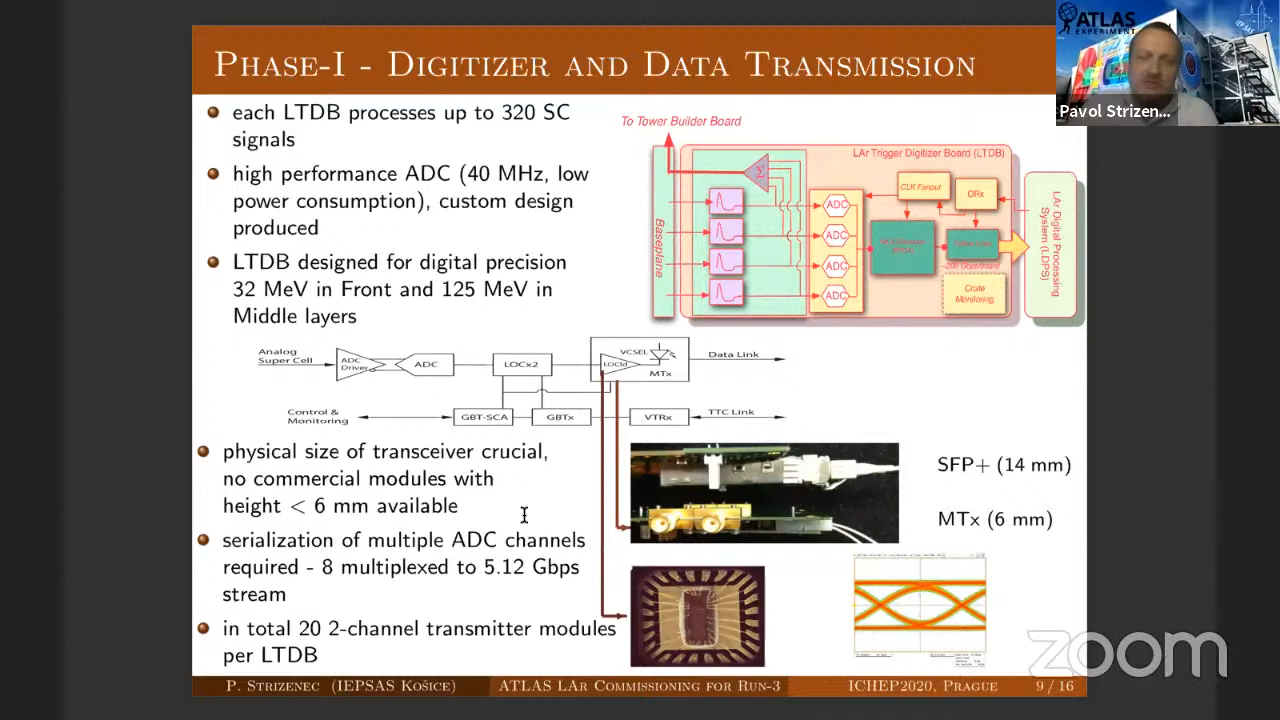 PHASE-I - DIGITIZER AND DATA TRANSMISSION
each LTDB processes up to 320 SC
signals
high performance ADC (40 MHz, low
power consumption), custom design
produced
LTDB designed for digital precision
32 MeV in Front and 125 MeV in
Middle layers
To Tower Builder Board
LAr Trigger Digitizer Board (LTDB)
Baseplane
Σ
ADC
ADC
ADC
ADC
CLK Fanout
ORx
~200 Gbps/board
Crate
Monitoring
LAr Digital Processing
System (LDPS)
Analog
Super Cell
ADC
Driver
ADC
LOCx2
LOCld
VCSEL
MTx
Data Link
Control &
Monitoring
GBT-SCA
GBTx
VTRx
TTC Link
physical size of transceiver crucial,
no commercial modules with
height < 6 mm available
serialization of multiple ADC channels
required - 8 multiplexed to 5.12 Gbps
stream
in total 20 2-channel transmitter modules
per LTDB
SFP+ (14 mm)
MTx (6 mm)
P. STRIZENEC (IEPSAS KOSICE)
ATLAS LAR COMMISSIONING FOR RUN-3
ICHEP2020, PRAGUE
9 / 16
ATLAS
EXPERIMENT
Pavol Strizen...
zoom